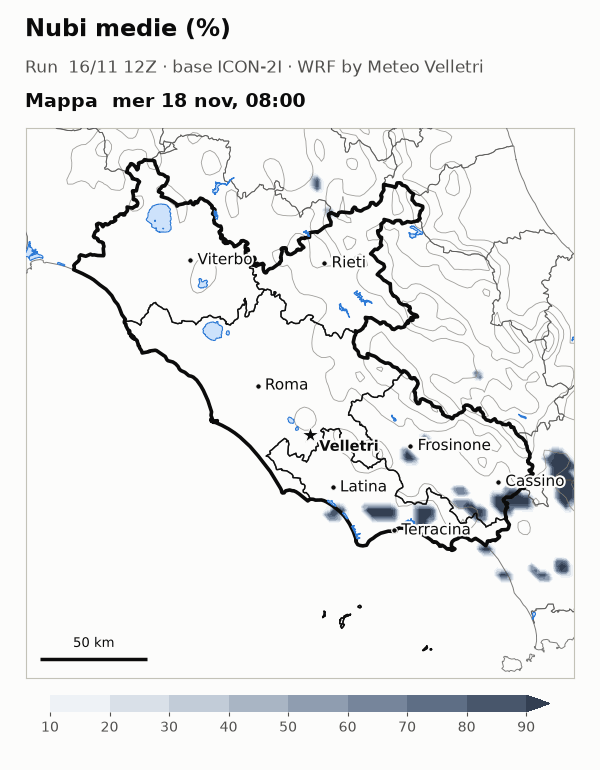 Nubi medie (%)
Run  16/11 12Z · base ICON-2I · WRF by Meteo Velletri
Mappa  mer 18 nov, 08:00
Viterbo
Rieti
Roma
Velletri
Frosinone
Latina
Cassino
Terracina
50 km
10 20 30 40 50 60 70 80 90